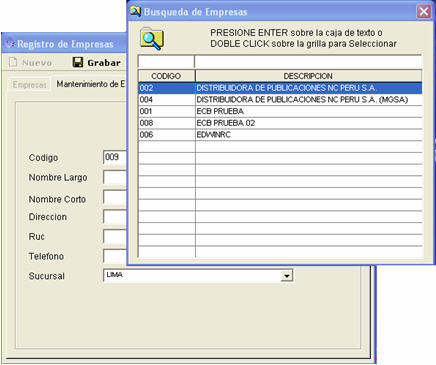 Busqueda de Empresas
PRESIONE ENTER sobre la caja de texto o
DOBLE CLICK sobre la grilla para Seleccionar
CODIGO DESCRIPCION
002 DISTRIBUIDORA DE PUBLICACIONES NC PERU S.A.
004 DISTRIBUIDORA DE PUBLICACIONES NC PERU S.A. (MGSA)
001 ECB PRUEBA
008 ECB PRUEBA 02
006 EDWINRC
Registro de Empresas
Nuevo Grabar
Empresas Mantenimiento de E
Codigo 009
Nombre Largo
Nombre Corto
Direccion
Ruc
Telefono
Sucursal LIMA